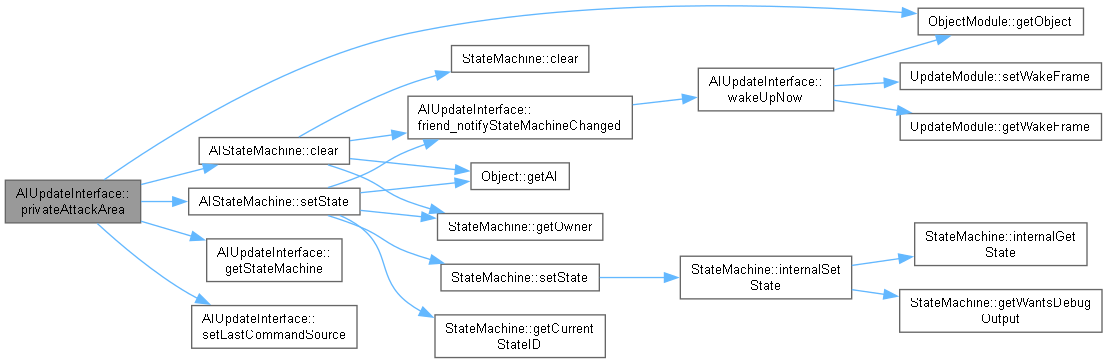 AIUpdateInterface::
privateAttackArea
ObjectModule::getObject
StateMachine::clear
AIUpdateInterface::
wakeUpNow
UpdateModule::setWakeFrame
UpdateModule::getWakeFrame
AIUpdateInterface::
friend_notifyStateMachineChanged
AIStateMachine::clear
Object::getAI
AIStateMachine::setState
StateMachine::getOwner
AIUpdateInterface::
getStateMachine
StateMachine::setState
StateMachine::internalSet
State
StateMachine::internalGet
State
StateMachine::getWantsDebug
Output
AIUpdateInterface::
setLastCommandSource
StateMachine::getCurrent
StateID